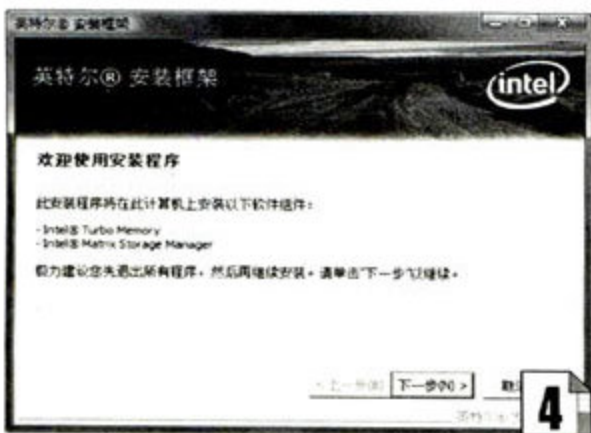 英特尔® 安装框架
英特尔® 安装框架
intel
欢迎使用安装程序
此安装程序将在此计算机上安装以下软件组件:
- Intel® Turbo Memory
- Intel® Matrix Storage Manager
极力建议您先退出所有程序,然后再继续安装。请单击“下一步”以继续。
<上一步(B) 下一步(N) >
4